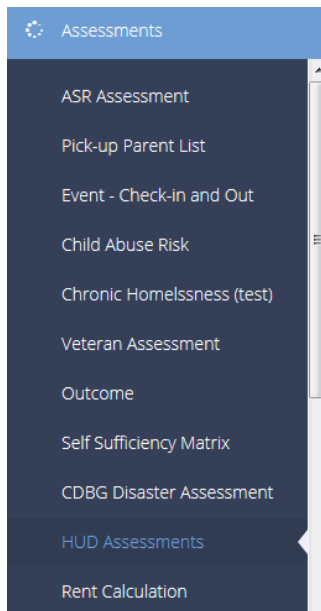 Assessments
ASR Assessment
Pick-up Parent List
Event - Check-in and Out
Child Abuse Risk
Chronic Homelssness (test)
Veteran Assessment
Outcome
Self Sufficiency Matrix
CDBG Disaster Assessment
HUD Assessments
Rent Calculation